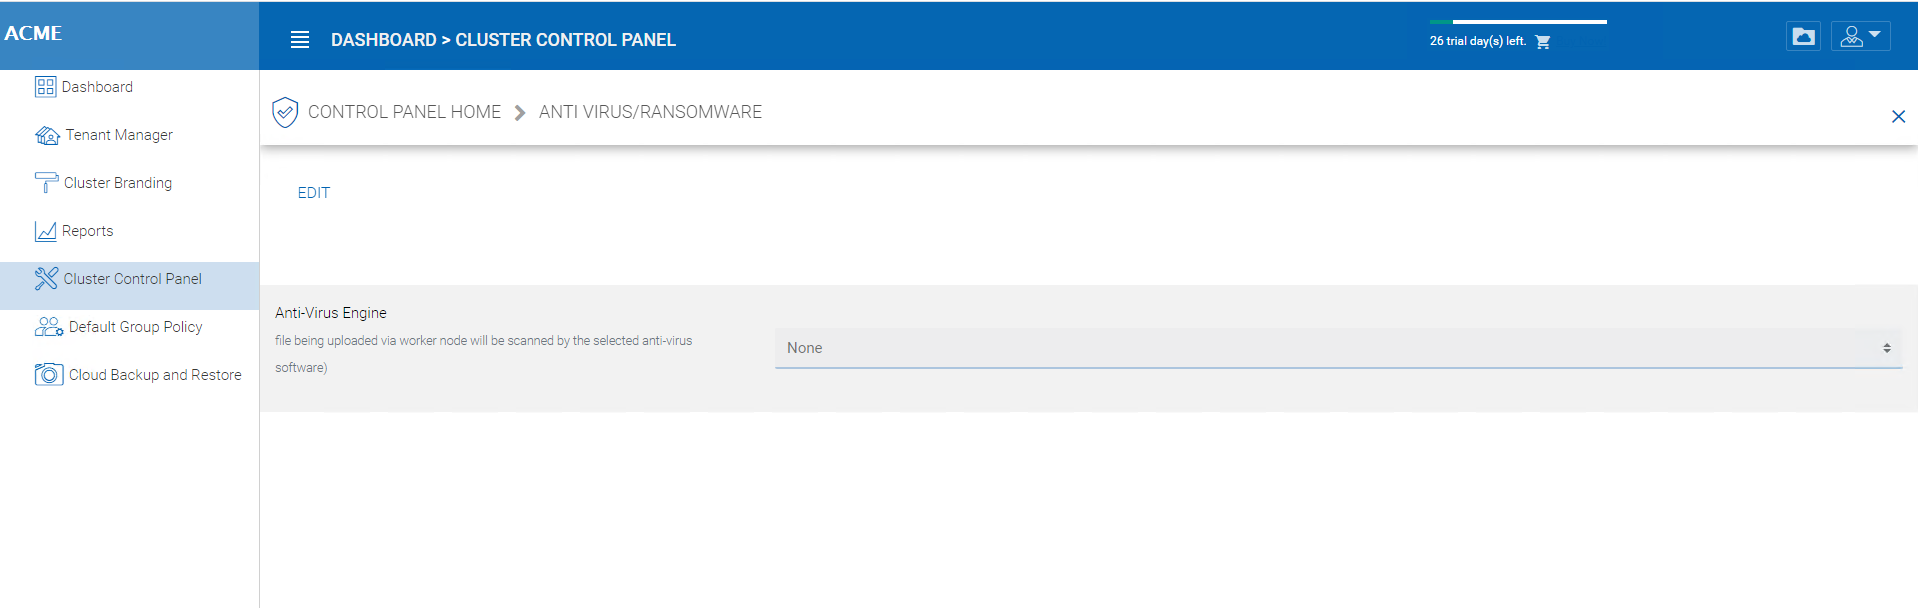 ACME
DASHBOARD > CLUSTER CONTROL PANEL
26 trial day(s) left.
Dashboard
Tenant Manager
Cluster Branding
Reports
Cluster Control Panel
Default Group Policy
Cloud Backup and Restore
CONTROL PANEL HOME
ANTI VIRUS/RANSOMWARE
EDIT
Anti-Virus Engine
file being uploaded via worker node will be scanned by the selected anti-virus
software)
None